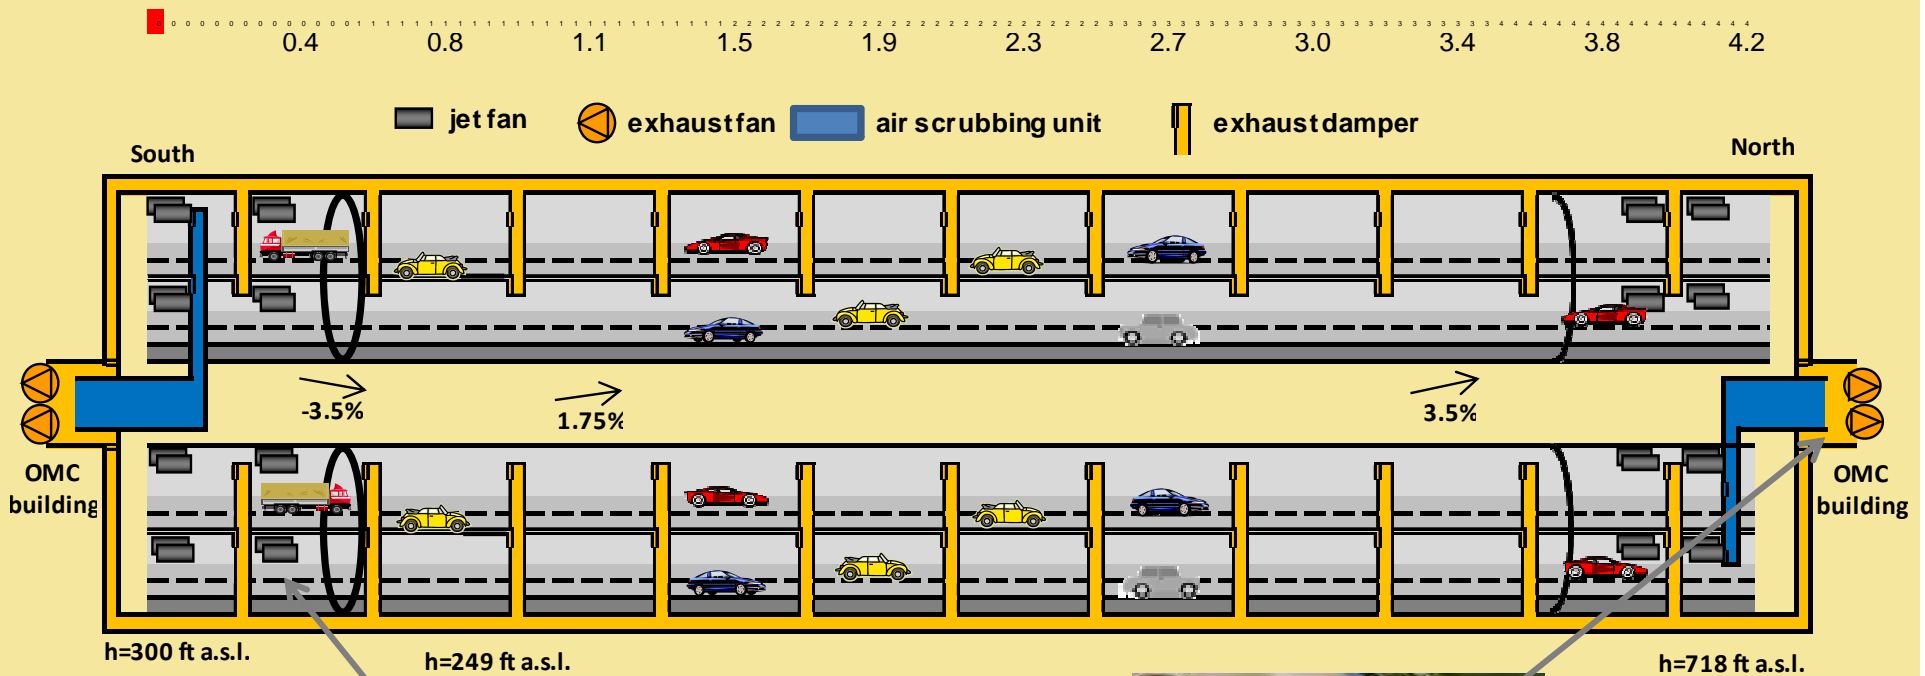 0.4 0.8 1.1 1.5 1.9 2.3 2.7 3.0 3.4 3.8 4.2
jet fan exhaust fan air scrubbing unit exhaust damper
South North
-3.5% 1.75% 3.5%
OMC
building
OMC
building
h=300 ft a.s.l. h=249 ft a.s.l. h=718 ft a.s.l.